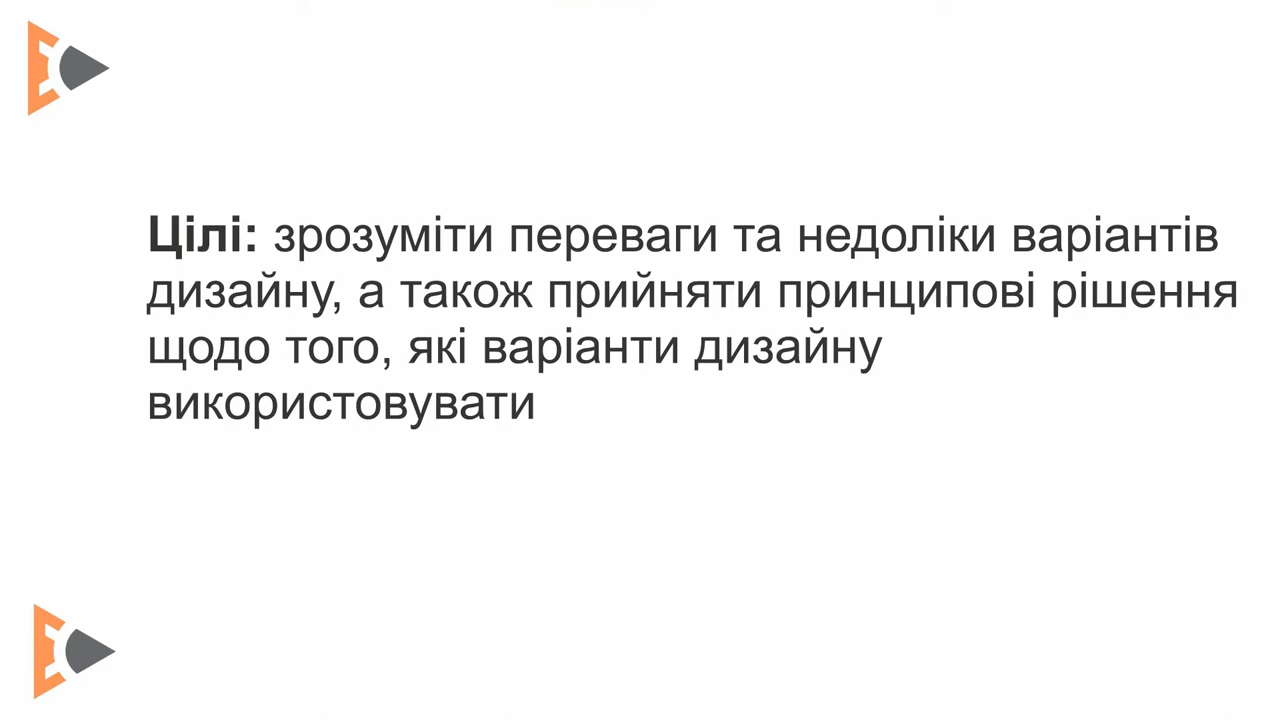 Цілі: зрозуміти переваги та недоліки варіантів
дизайну, а також прийняти принципові рішення
щодо того, які варіанти дизайну
використовувати